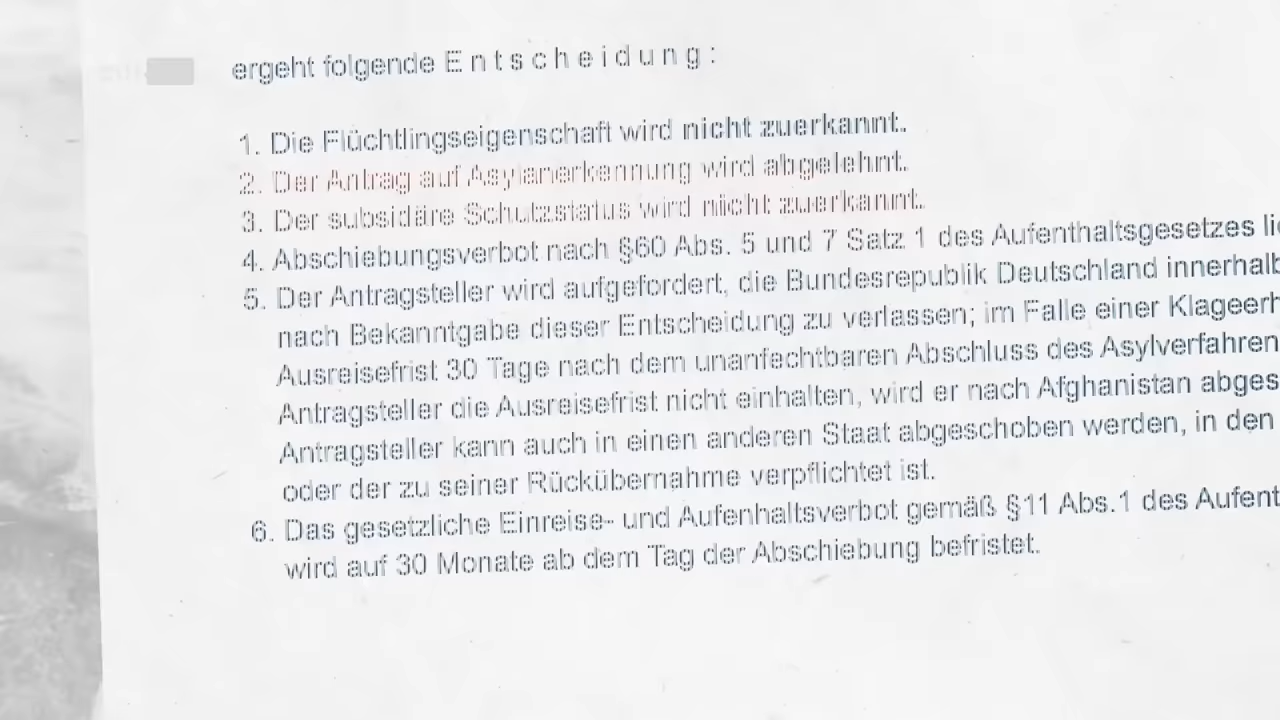 ergeht folgende E n t s c h e i d u n g :
1. Die Flüchtlingseigenschaft wird nicht zuerkannt.
2. Der Antrag auf Asylanerkennung wird abgelehnt.
3. Der subsidäre Schutzstatus wird nicht zuerkannt.
4. Abschiebungsverbot nach §60 Abs. 5 und 7 Satz 1 des Aufenthaltsgesetzes
5. Der Antragsteller wird aufgefordert, die Bundesrepublik Deutschland innerhalb
nach Bekanntgabe dieser Entscheidung zu verlassen; im Falle einer
Ausreisefrist 30 Tage nach dem unanfechtbaren Abschluss des Asylverfahren
Antragsteller die Ausreisefrist nicht einhalten, wird er nach Afghanistan
Antragsteller kann auch in einen anderen Staat abgeschoben werden, in den
oder der zu seiner Rückübernahme verpflichtet ist.
6. Das gesetzliche Einreise- und Aufenhaltsverbot gemäß §11 Abs.1 des
wird auf 30 Monate ab dem Tag der Abschiebung befristet.